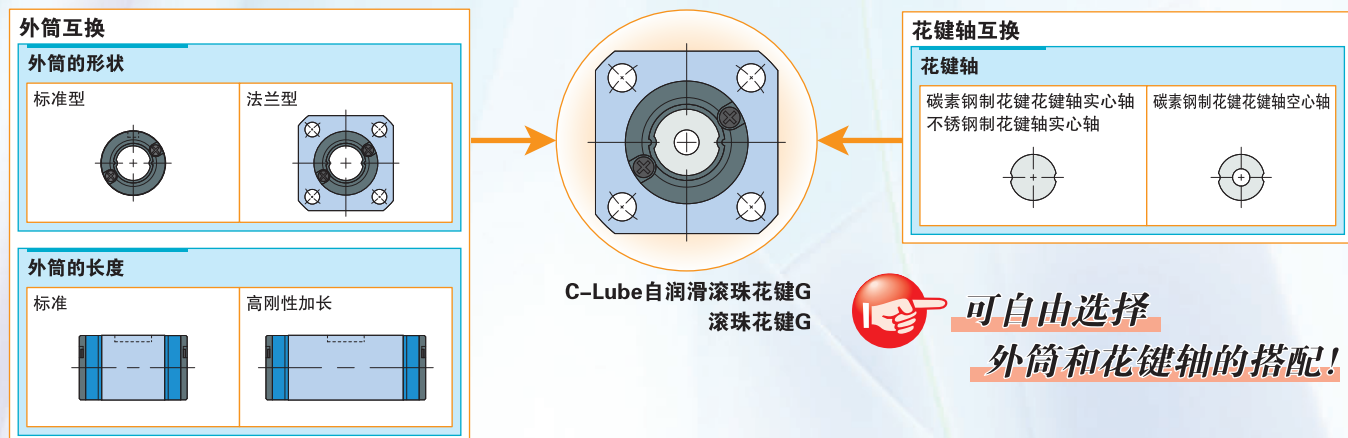 外筒互换
外筒的形状
标准型
法兰型
外筒的长度
标准
高刚性加长
C-Lube自润滑滚珠花键G
滚珠花键G
花键轴互换
花键轴
碳素钢制花键花键轴实心轴
不锈钢制花键轴实心轴
碳素钢制花键花键轴空心轴
可自由选择
外筒和花键轴的搭配!